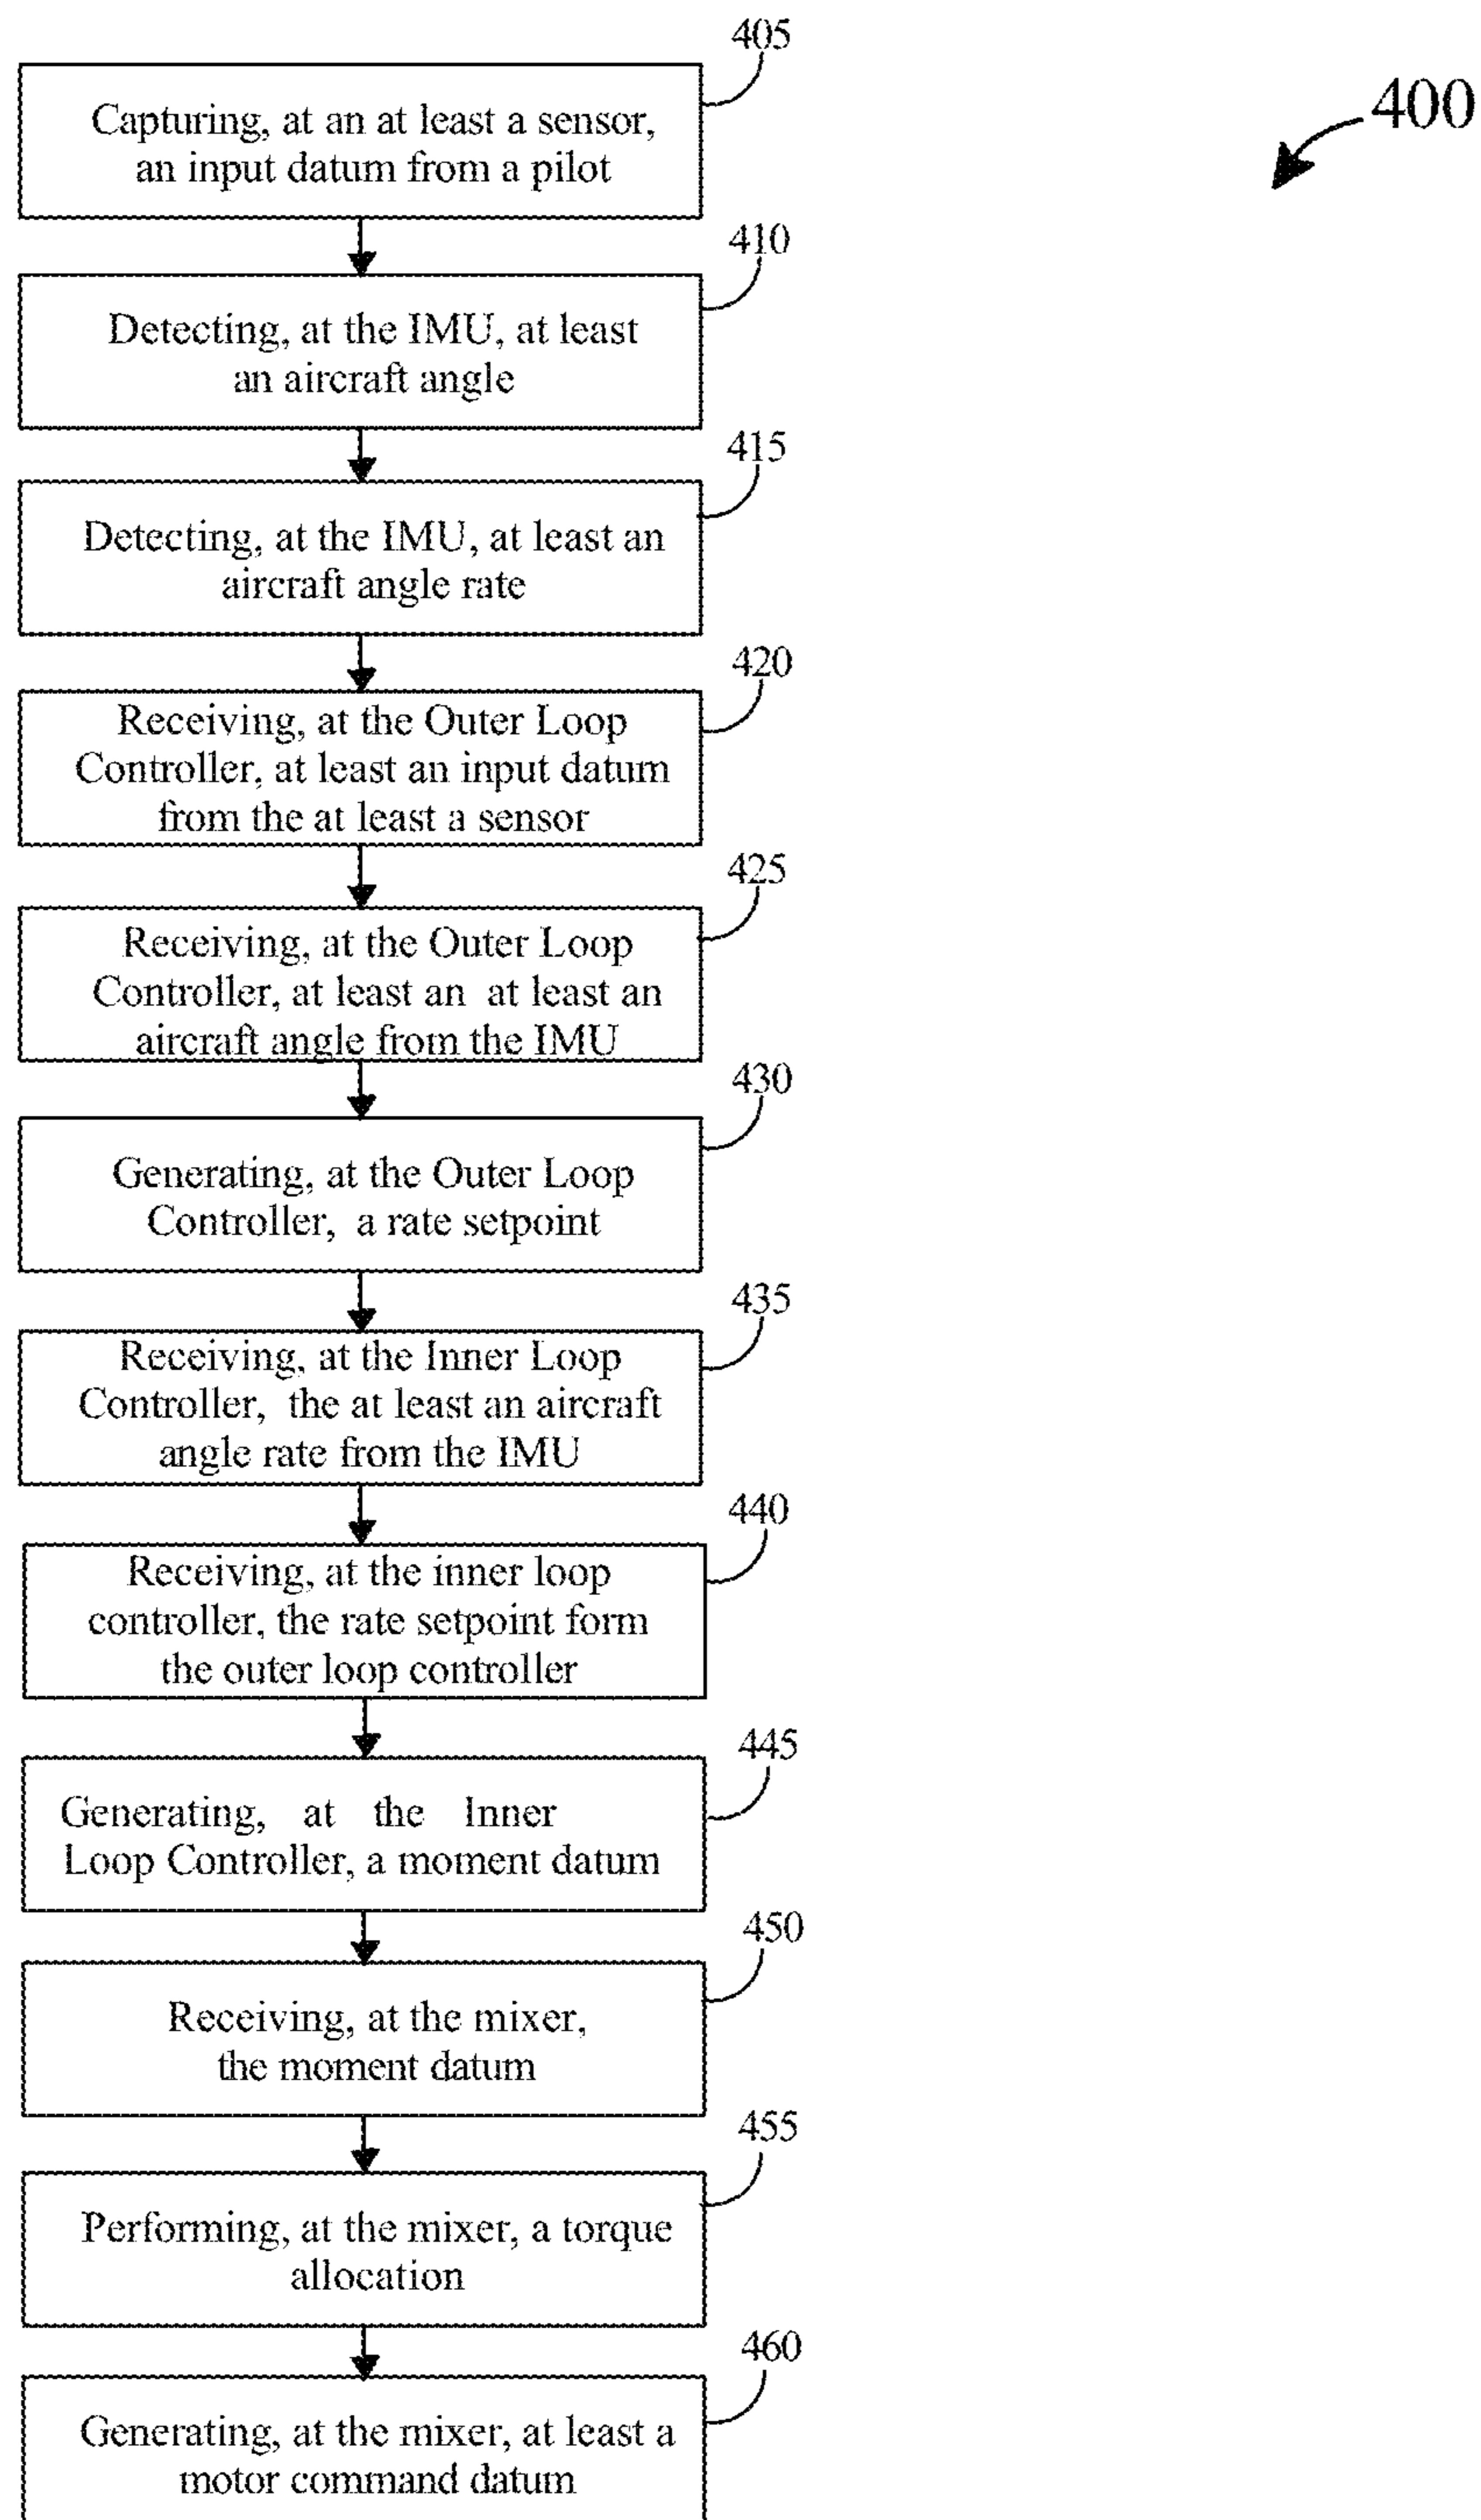 405
400
Capturing, at an at least a sensor,
an input datum from a pilot
410
Detecting, at the IMU, at least
an aircraft angle
415
Detecting, at the IMU, at least an
aircraft angle rate
420
Receiving, at the Outer Loop
Controller, at least an input datum
from the at least a sensor
425
Receiving, at the Outer Loop
Controller, at least an at least an
aircraft angle from the IMU
430
Generating, at the Outer Loop
Controller, a rate setpoint
435
Receiving, at the Inner Loop
Controller, the at least an aircraft
angle rate from the IMU
440
Receiving, at the inner loop
controller, the rate setpoint form
the outer loop controller
445
Generating, at the Inner
Loop Controller, a moment datum
450
Receiving, at the mixer,
the moment datum
455
Performing, at the mixer, a torque
allocation
460
Generating, at the mixer, at least a
motor command datum